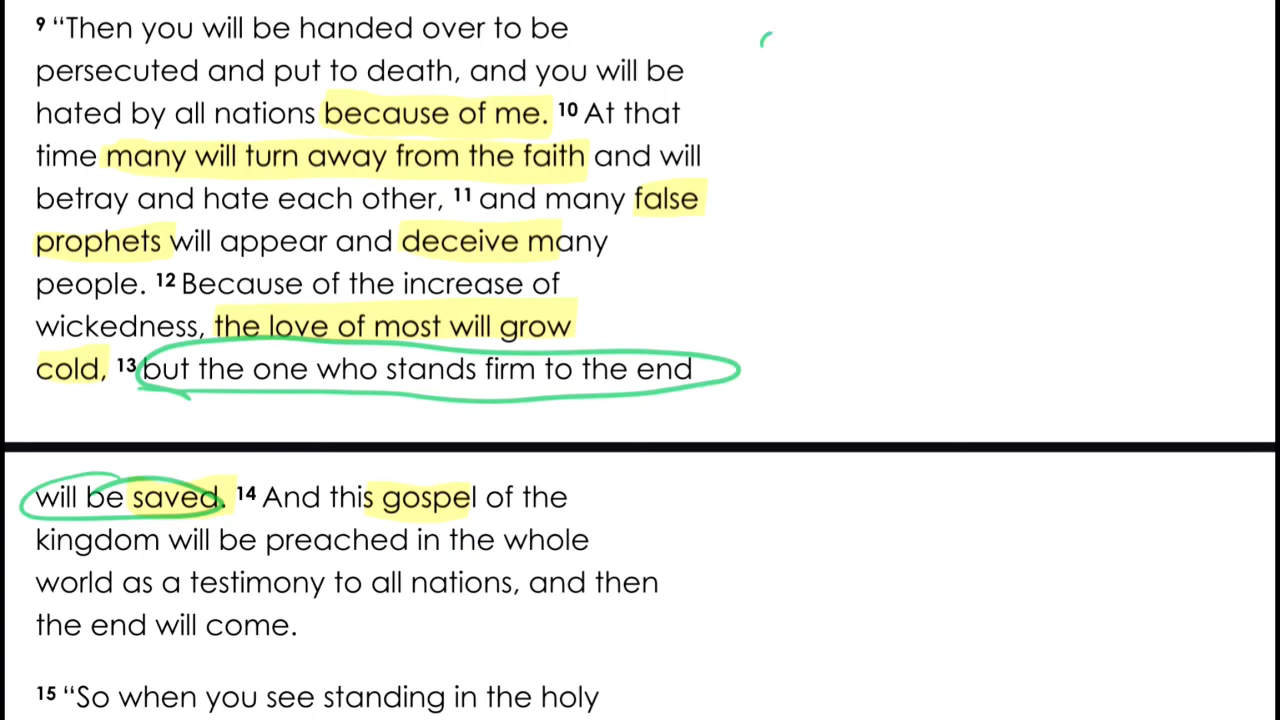 9 “Then you will be handed over to be
persecuted and put to death, and you will be
hated by all nations because of me. 10 At that
time many will turn away from the faith and will
betray and hate each other, 11 and many false
prophets will appear and deceive many
people. 12 Because of the increase of
wickedness, the love of most will grow
cold, 13 but the one who stands firm to the end
will be saved. 14 And this gospel of the
kingdom will be preached in the whole
world as a testimony to all nations, and then
the end will come.
15 “So when you see standing in the holy